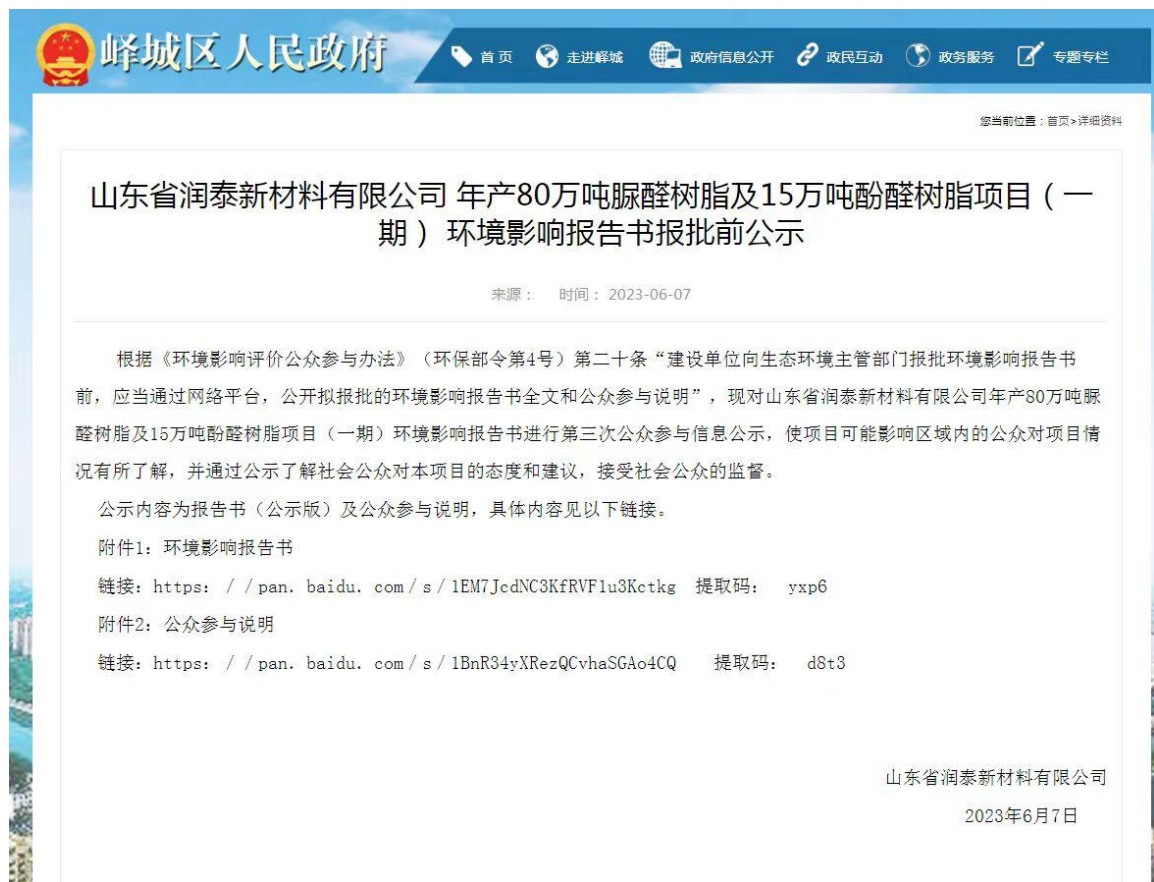 峄城区人民政府
首页 走进峄城 政府信息公开 政民互动 政务服务 专题专栏
您当前位置：首页>详细资料
山东省润泰新材料有限公司 年产80万吨脲醛树脂及15万吨酚醛树脂项目（一
期） 环境影响报告书报批前公示
来源： 时间： 2023-06-07
根据《环境影响评价公众参与办法》（环保部令第4号）第二十条“建设单位向生态环境主管部门报批环境影响报告书
前，应当通过网络平台，公开拟报批的环境影响报告书全文和公众参与说明”，现对山东省润泰新材料有限公司年产80万吨脲
醛树脂及15万吨酚醛树脂项目（一期）环境影响报告书进行第三次公众参与信息公示，使项目可能影响区域内的公众对项目情
况有所了解，并通过公示了解社会公众对本项目的态度和建议，接受社会公众的监督。
公示内容为报告书（公示版）及公众参与说明，具体内容见以下链接。
附件1：环境影响报告书
链接：https：//pan. baidu. com/s/1EM7JcdNC3KfRVF1u3Kctkg 提取码： yxp6
附件2：公众参与说明
链接：https：//pan. baidu. com/s/1BnR34yXRezQCvhaSGAo4CQ 提取码： d8t3
山东省润泰新材料有限公司
2023年6月7日